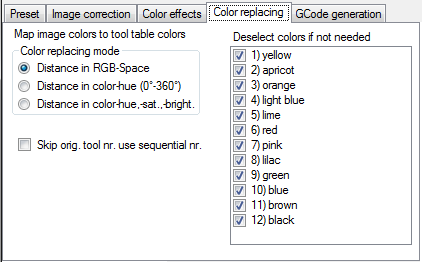 Preset Image correction Color effects Color replacing GCode generation
Map image colors to tool table colors
Color replacing mode
Distance in RGB-Space
Distance in color-hue (0°-360°)
Distance in color-hue,-sat.,-bright.
Skip orig. tool nr. use sequential nr.
Deselect colors if not needed
1) yellow
2) apricot
3) orange
4) light blue
5) lime
6) red
7) pink
8) lilac
9) green
10) blue
11) brown
12) black